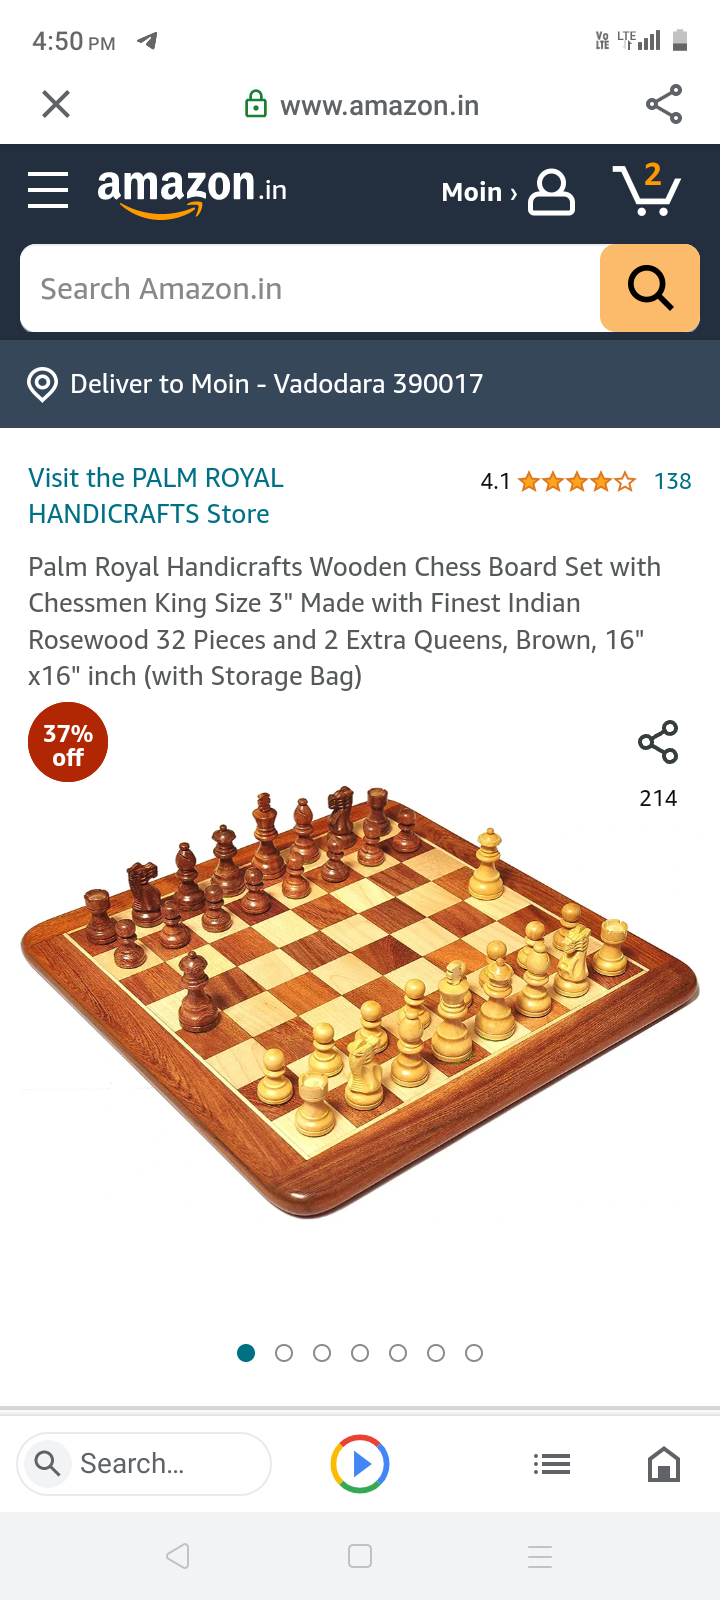 4:50 PM
Vo LTE LTE
www.amazon.in
amazon.in
Moin ›
2
Search Amazon.in
Deliver to Moin - Vadodara 390017
Visit the PALM ROYAL
HANDICRAFTS Store
4.1
138
Palm Royal Handicrafts Wooden Chess Board Set with
Chessmen King Size 3" Made with Finest Indian
Rosewood 32 Pieces and 2 Extra Queens, Brown, 16"
x16" inch (with Storage Bag)
37%
off
214
Search...